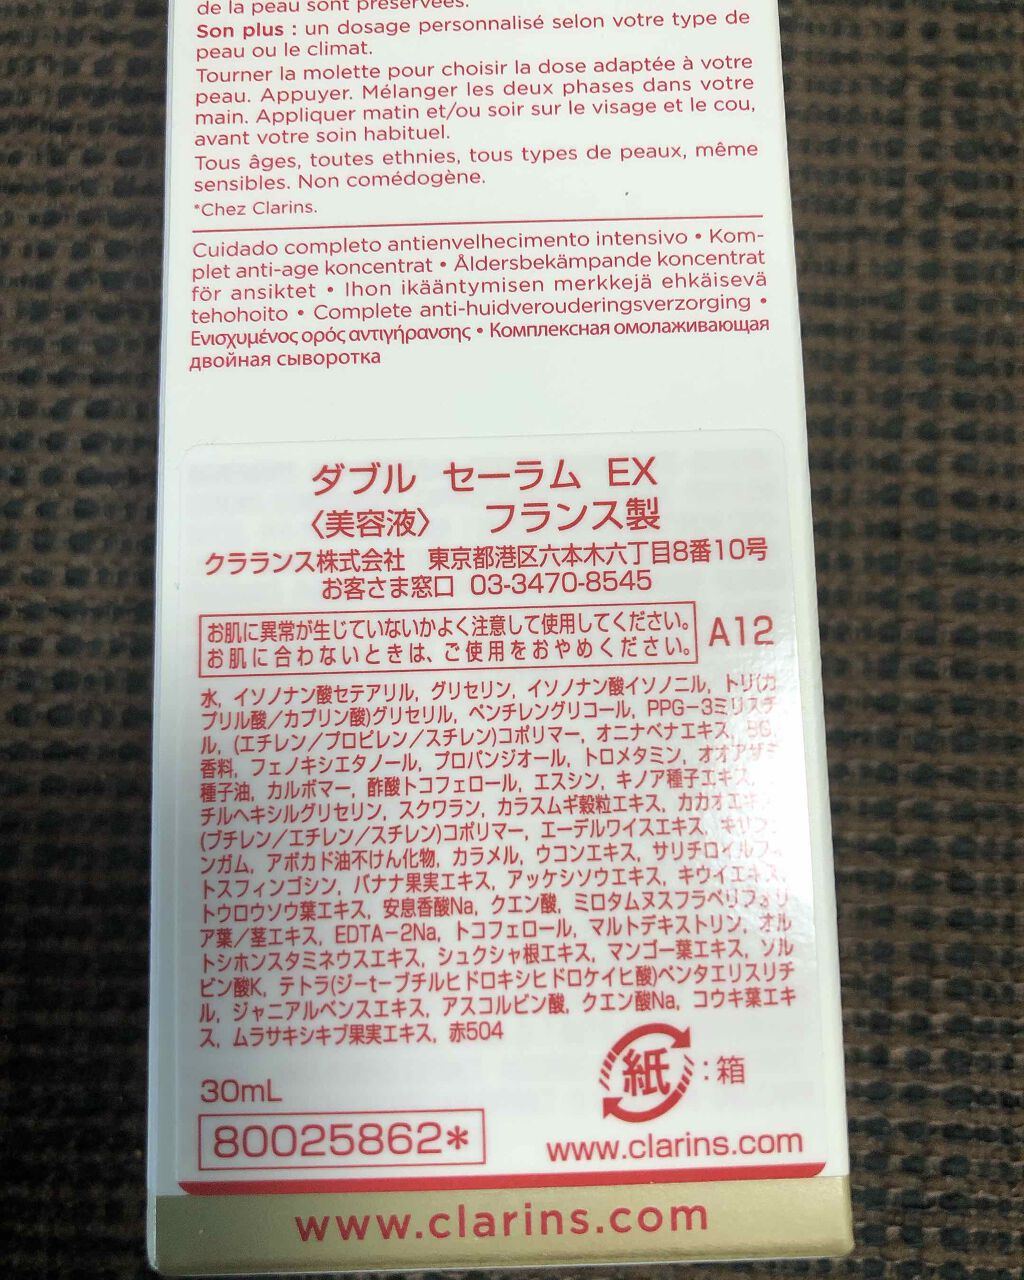 de la peau sont préservées.
Son plus : un dosage personnalisé selon votre type de
peau ou le climat.
Tourner la molette pour choisir la dose adaptée à votre
peau. Appuyer. Mélanger les deux phases dans votre
main. Appliquer matin et/ou soir sur le visage et le cou,
avant votre soin habituel.
Tous âges, toutes ethnies, tous types de peaux, même
sensibles. Non comédogène.
*Chez Clarins.
Cuidado completo antienvelhecimento intensivo • Kom-
plet anti-age koncentrat • Åldersbekämpande koncentrat
för ansiktet • Ihon ikääntymisen merkkejä ehkäisevä
tehohoito • Complete anti-huidverouderingsverzorging •
Ενισχυμένος ορός αντιγήρανσης • Комплексная омолаживающая
двойная сыворотка
ダブル セーラム EX
〈美容液〉 フランス製
クラランス株式会社 東京都港区六本木六丁目8番10号
お客さま窓口 03-3470-8545
お肌に異常が生じていないかよく注意して使用してください。
お肌に合わないときは、ご使用をおやめください。
A12
水, イソノナン酸セテアリル, グリセリン, イソノナン酸イソノニル, トリ(カ
プリル酸/カプリン酸)グリセリル, ペンチレングリコール, PPG-3ミリスチ
ル, (エチレン/プロピレン/スチレン)コポリマー, オニナベナエキス, BG,
香料, フェノキシエタノール, プロパンジオール, トロメタミン, オオアザミ
種子油, カルボマー, 酢酸トコフェロール, エスシン, キノア種子エキス,
チルヘキシルグリセリン, スクワラン, カラスムギ穀粒エキス, カカオエキス
(ブチレン/エチレン/スチレン)コポリマー, エーデルワイスエキス,
ンガム, アボカド油不けん化物, カラメル, ウコンエキス, サリチロイルフィ
トスフィンゴシン, バナナ果実エキス, アッケシソウエキス, キウイエキス,
トウロウソウ葉エキス, 安息香酸Na, クエン酸, ミロタムヌスフラベリフォリ
ア葉/茎エキス, EDTA-2Na, トコフェロール, マルトデキストリン, オル
トシホンスタミネウスエキス, シュクシャ根エキス, マンゴー葉エキス, ソル
ビン酸K, テトラ(ジ-t-ブチルヒドロキシヒドロケイヒ酸)ペンタエリスリチ
ル, ジャニアルベンスエキス, アスコルビン酸, クエン酸Na, コウキ葉エキ
ス, ムラサキシキブ果実エキス, 赤504
紙:箱
30mL
80025862*
www.clarins.com
www.clarins.com